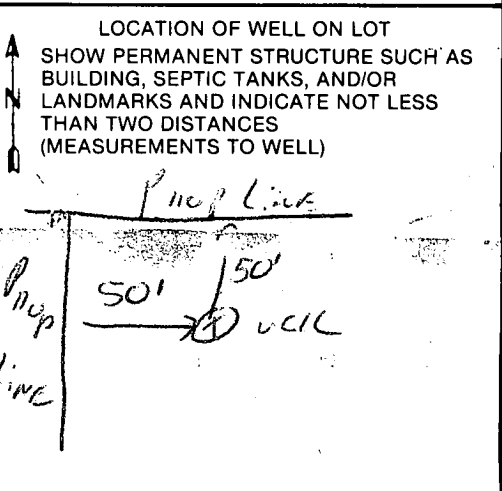 LOCATION OF WELL ON LOT
SHOW PERMANENT STRUCTURE SUCH AS
BUILDING, SEPTIC TANKS, AND/OR
LANDMARKS AND INDICATE NOT LESS
THAN TWO DISTANCES
(MEASUREMENTS TO WELL)
N
Prop Line
50'
50'
Prop
Line
well